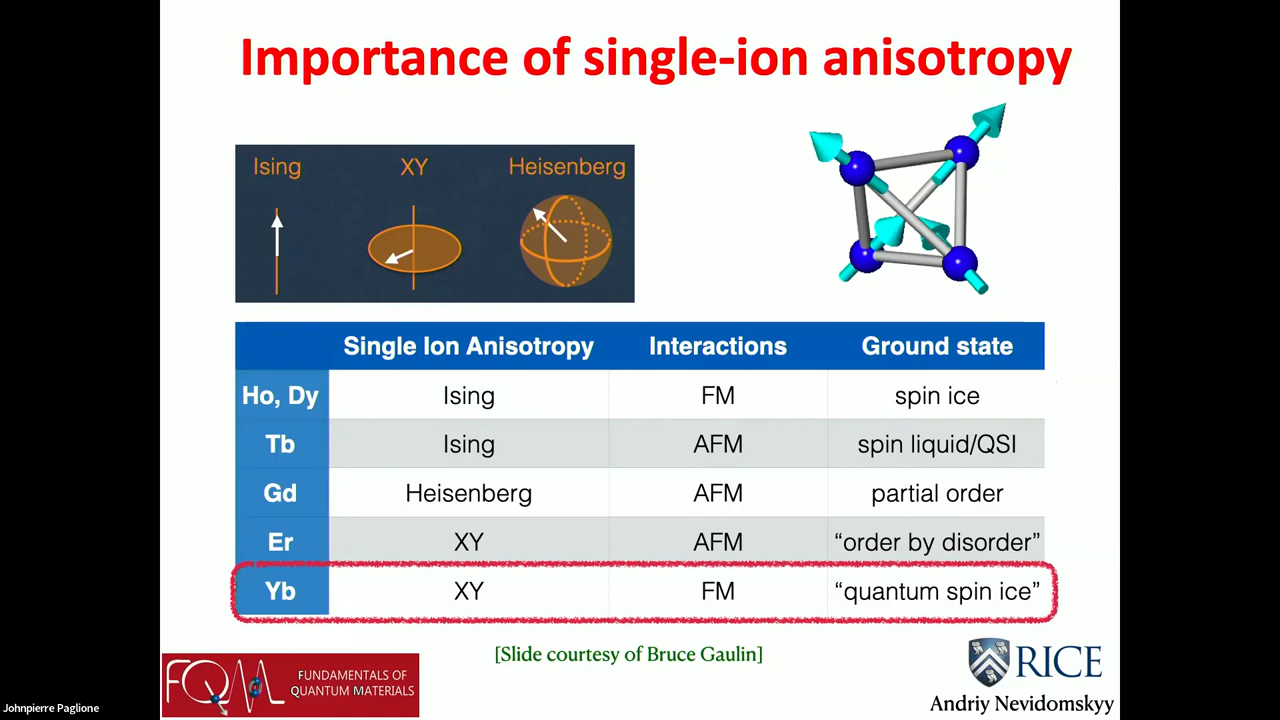 Importance of single-ion anisotropy
Ising XY Heisenberg
Single Ion Anisotropy Interactions Ground state
Ho, Dy Ising FM spin ice
Tb Ising AFM spin liquid/QSI
Gd Heisenberg AFM partial order
Er XY AFM “order by disorder”
Yb XY FM “quantum spin ice”
[Slide courtesy of Bruce Gaulin]
FQM FUNDAMENTALS OF
QUANTUM MATERIALS
RICE
Andriy Nevidomskyy
Johnpierre Paglione